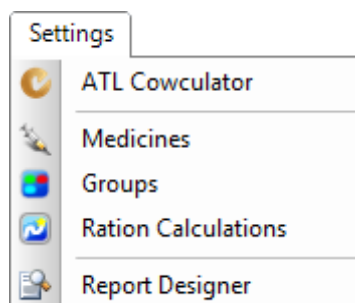 Settings
ATL Cowculator
Medicines
Groups
Ration Calculations
Report Designer